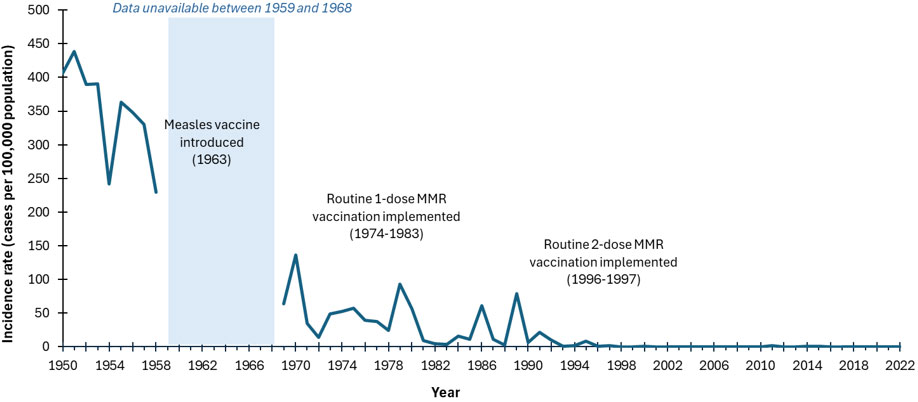 Data unavailable between 1959 and 1968
500
450
400
350
300
250
200
150
100
50
0
Incidence rate (cases per 100,000 population)
Measles vaccine
introduced
(1963)
Routine 1-dose MMR
vaccination implemented
(1974-1983)
Routine 2-dose MMR
vaccination implemented
(1996-1997)
1950 1954 1958 1962 1966 1970 1974 1978 1982 1986 1990 1994 1998 2002 2006 2010 2014 2018 2022
Year